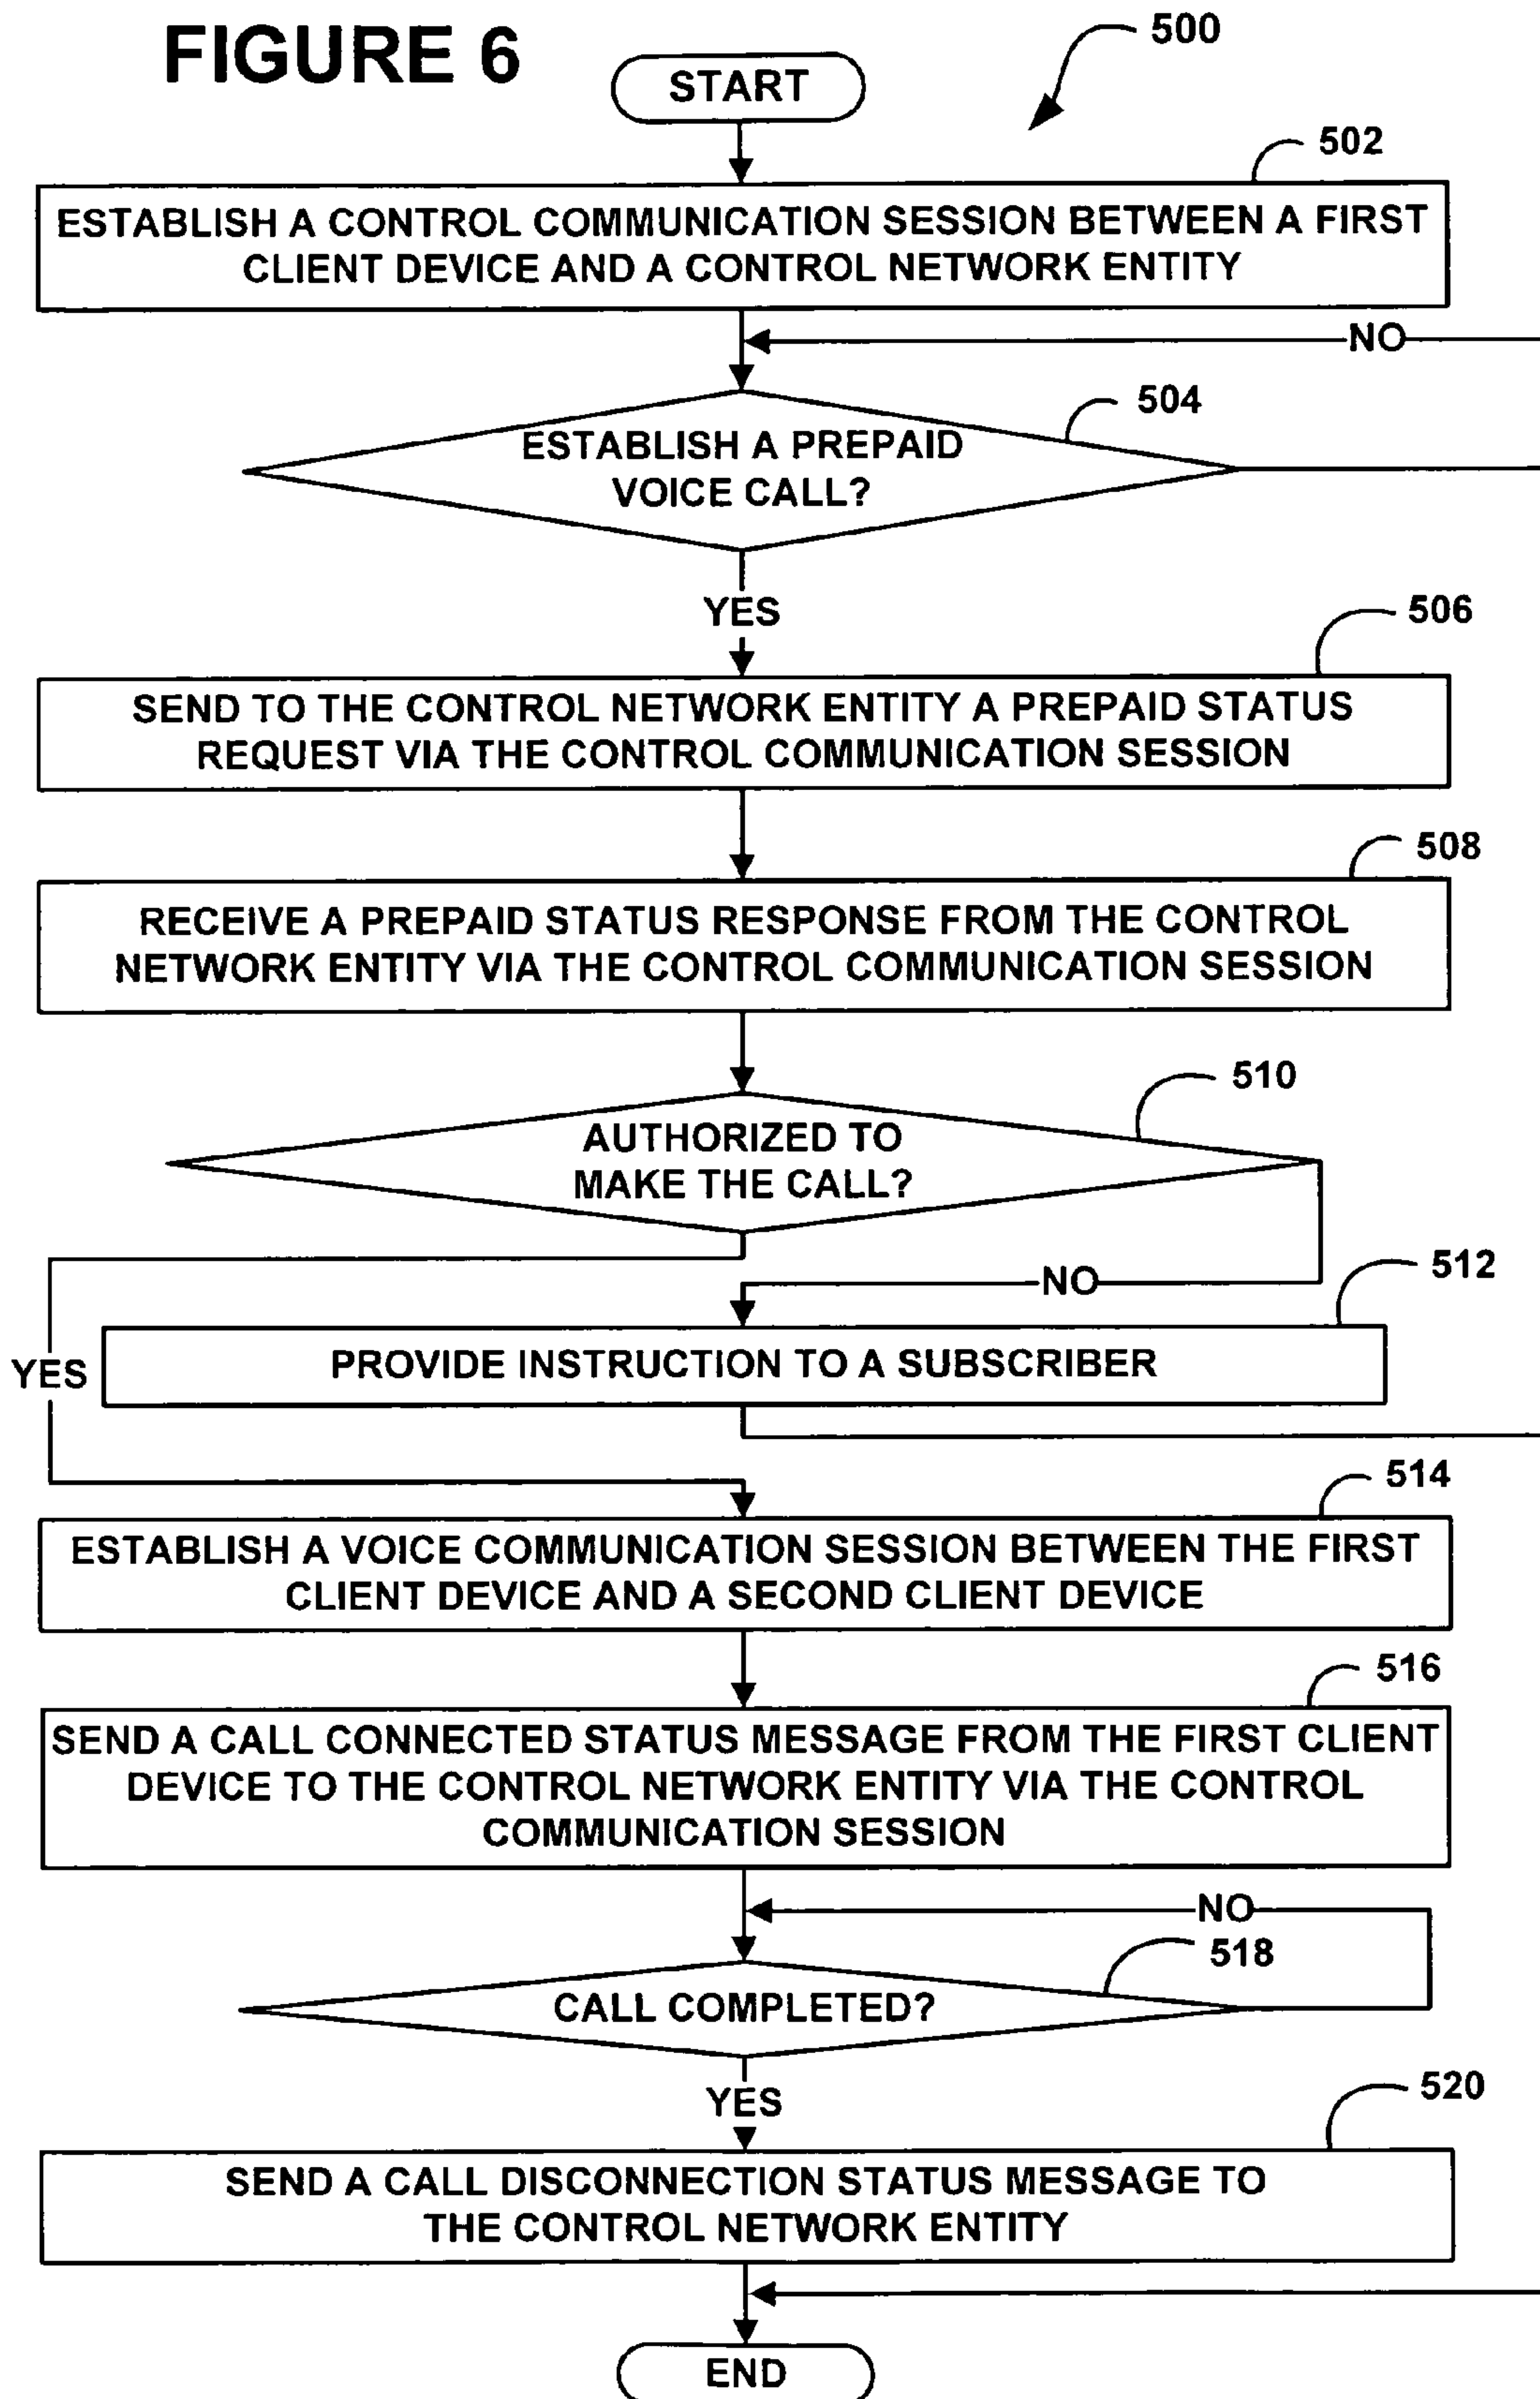 FIGURE 6
500
START
502
ESTABLISH A CONTROL COMMUNICATION SESSION BETWEEN A FIRST
CLIENT DEVICE AND A CONTROL NETWORK ENTITY
NO
504
ESTABLISH A PREPAID
VOICE CALL?
YES
506
SEND TO THE CONTROL NETWORK ENTITY A PREPAID STATUS
REQUEST VIA THE CONTROL COMMUNICATION SESSION
508
RECEIVE A PREPAID STATUS RESPONSE FROM THE CONTROL
NETWORK ENTITY VIA THE CONTROL COMMUNICATION SESSION
510
AUTHORIZED TO
MAKE THE CALL?
NO
512
YES
PROVIDE INSTRUCTION TO A SUBSCRIBER
514
ESTABLISH A VOICE COMMUNICATION SESSION BETWEEN THE FIRST
CLIENT DEVICE AND A SECOND CLIENT DEVICE
516
SEND A CALL CONNECTED STATUS MESSAGE FROM THE FIRST CLIENT
DEVICE TO THE CONTROL NETWORK ENTITY VIA THE CONTROL
COMMUNICATION SESSION
NO
518
CALL COMPLETED?
YES
520
SEND A CALL DISCONNECTION STATUS MESSAGE TO
THE CONTROL NETWORK ENTITY
END